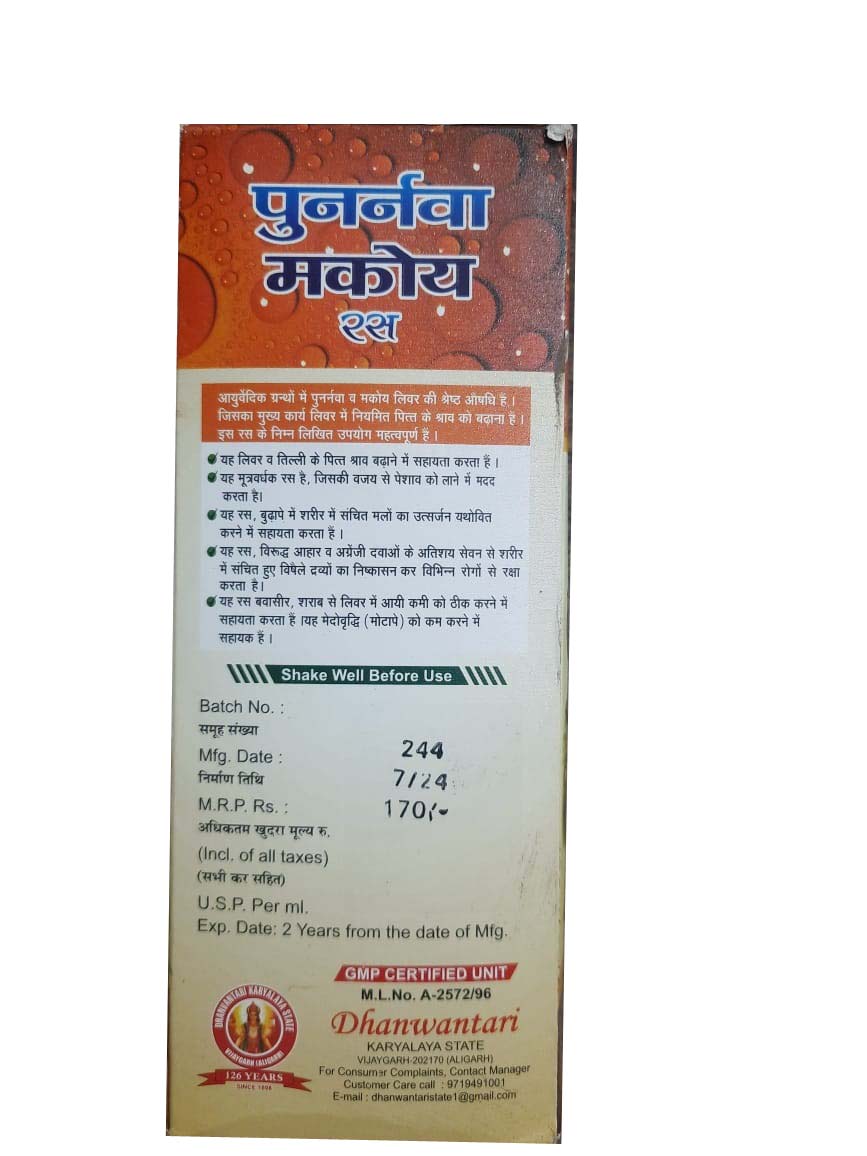 पुनर्नवा
मकोय
रस
आयुर्वेदिक ग्रन्थों में पुनर्नवा व मकोय लिवर की श्रेष्ठ औषधि है ।
जिसका मुख्य कार्य लिवर में नियमित पित्त के श्राव को बढ़ाना है ।
इस रस के निम्न लिखित उपयोग महत्वपूर्ण है ।
यह लिवर व तिल्ली के पित्त श्राव बढ़ाने में सहायता करता हैं ।
यह मूत्रवर्धक रस है, जिसकी वजय से पेशाव को लाने में मदद
करता है।
यह रस, बुढ़ापे में शरीर में संचित मलों का उत्सर्जन यथोवित
करने में सहायता करता हैं ।
यह रस, विरूद्ध आहार व अग्रेंजी दवाओं के अतिशय सेवन से शरीर
में संचित हुए विषैले द्रव्यों का निष्कासन कर विभिन्न रोगों से रक्षा
करता है।
यह रस बवासीर, शराब से लिवर में आयी कमी को ठीक करने में
सहायता करता हैं ।यह मेदोवृद्धि (मोटापे) को कम करने में
सहायक हैं ।
Shake Well Before Use
Batch No. :
समूह संख्या
244
Mfg. Date :
निर्माण तिथि
7/24
M.R.P. Rs. :
170/-
अधिकतम खुदरा मूल्य रु.
(Incl. of all taxes)
(सभी कर सहित)
U.S.P. Per ml.
Exp. Date: 2 Years from the date of Mfg.
GMP CERTIFIED UNIT
M.L.No. A-2572/96
Dhanwantari
KARYALAYA STATE
VIJAYGARH-202170 (ALIGARH)
For Consumer Complaints, Contact Manager
Customer Care call : 9719491001
E-mail : dhanwantaristate1@gmail.com
DHANWANTARI KARYALAYA STATE
VIJAYGARH (ALIGARH)
126 YEARS
SINCE 1898